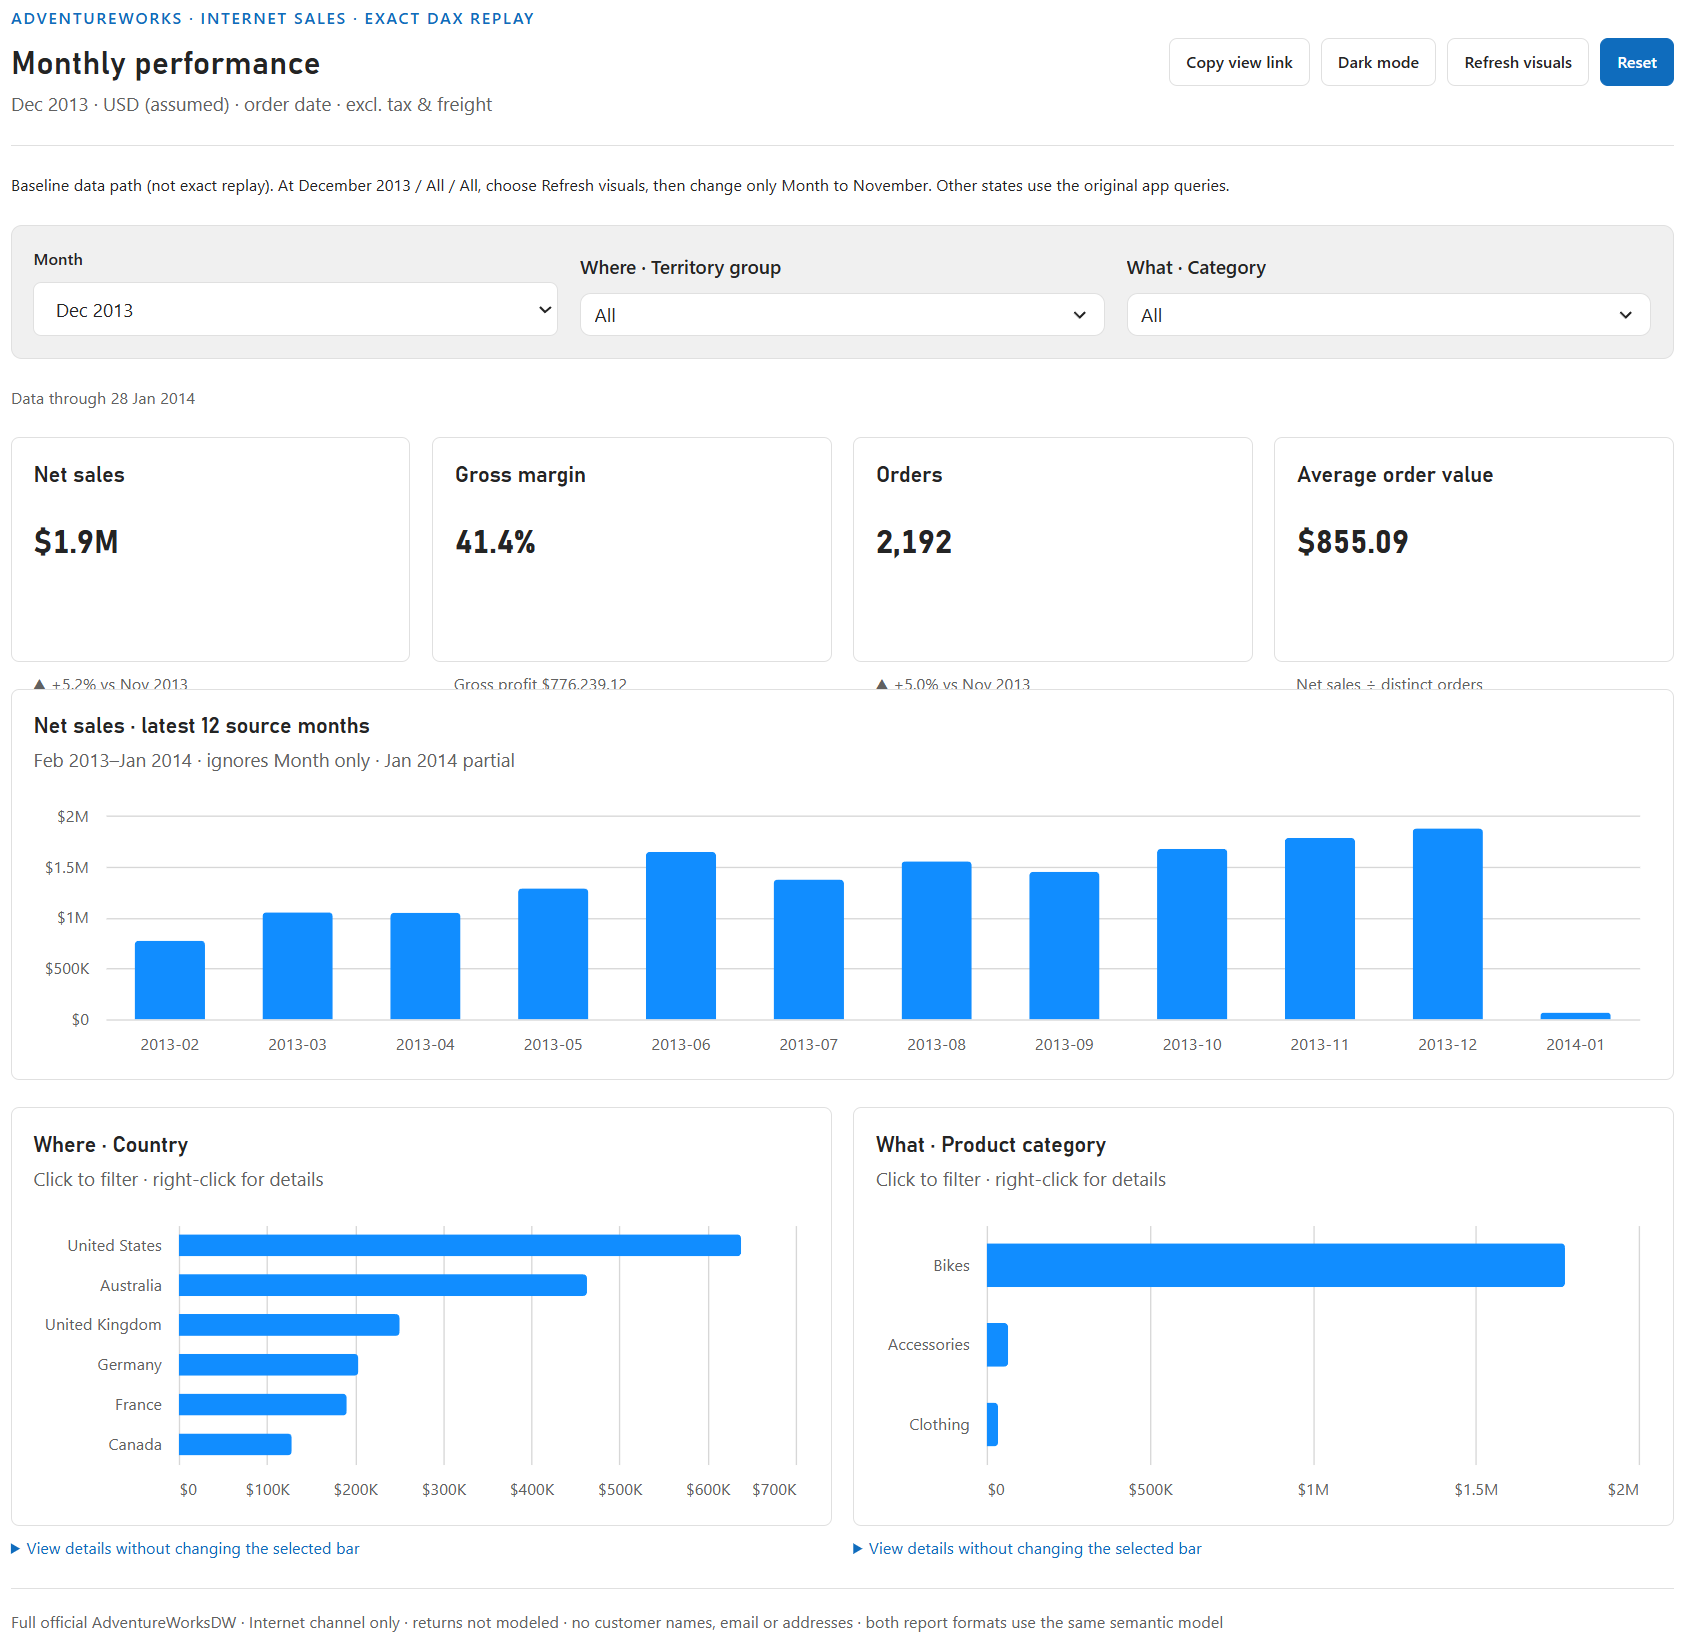 ADVENTUREWORKS · INTERNET SALES · EXACT DAX REPLAY
Monthly performance
Dec 2013 · USD (assumed) · order date · excl. tax & freight
Copy view link
Dark mode
Refresh visuals
Reset
Baseline data path (not exact replay). At December 2013 / All / All, choose Refresh visuals, then change only Month to November. Other states use the original app queries.
Month
Dec 2013
Where · Territory group
All
What · Category
All
Data through 28 Jan 2014
Net sales
$1.9M
▲ +5.2% vs Nov 2013
Gross margin
41.4%
Gross profit $776,239.12
Orders
2,192
▲ +5.0% vs Nov 2013
Average order value
$855.09
Net sales ÷ distinct orders
Net sales · latest 12 source months
Feb 2013–Jan 2014 · ignores Month only · Jan 2014 partial
$2M
$1.5M
$1M
$500K
$0
2013-02 2013-03 2013-04 2013-05 2013-06 2013-07 2013-08 2013-09 2013-10 2013-11 2013-12 2014-01
Where · Country
Click to filter · right-click for details
United States
Australia
United Kingdom
Germany
France
Canada
$0 $100K $200K $300K $400K $500K $600K $700K
▶ View details without changing the selected bar
What · Product category
Click to filter · right-click for details
Bikes
Accessories
Clothing
$0 $500K $1M $1.5M $2M
▶ View details without changing the selected bar
Full official AdventureWorksDW · Internet channel only · returns not modeled · no customer names, email or addresses · both report formats use the same semantic model